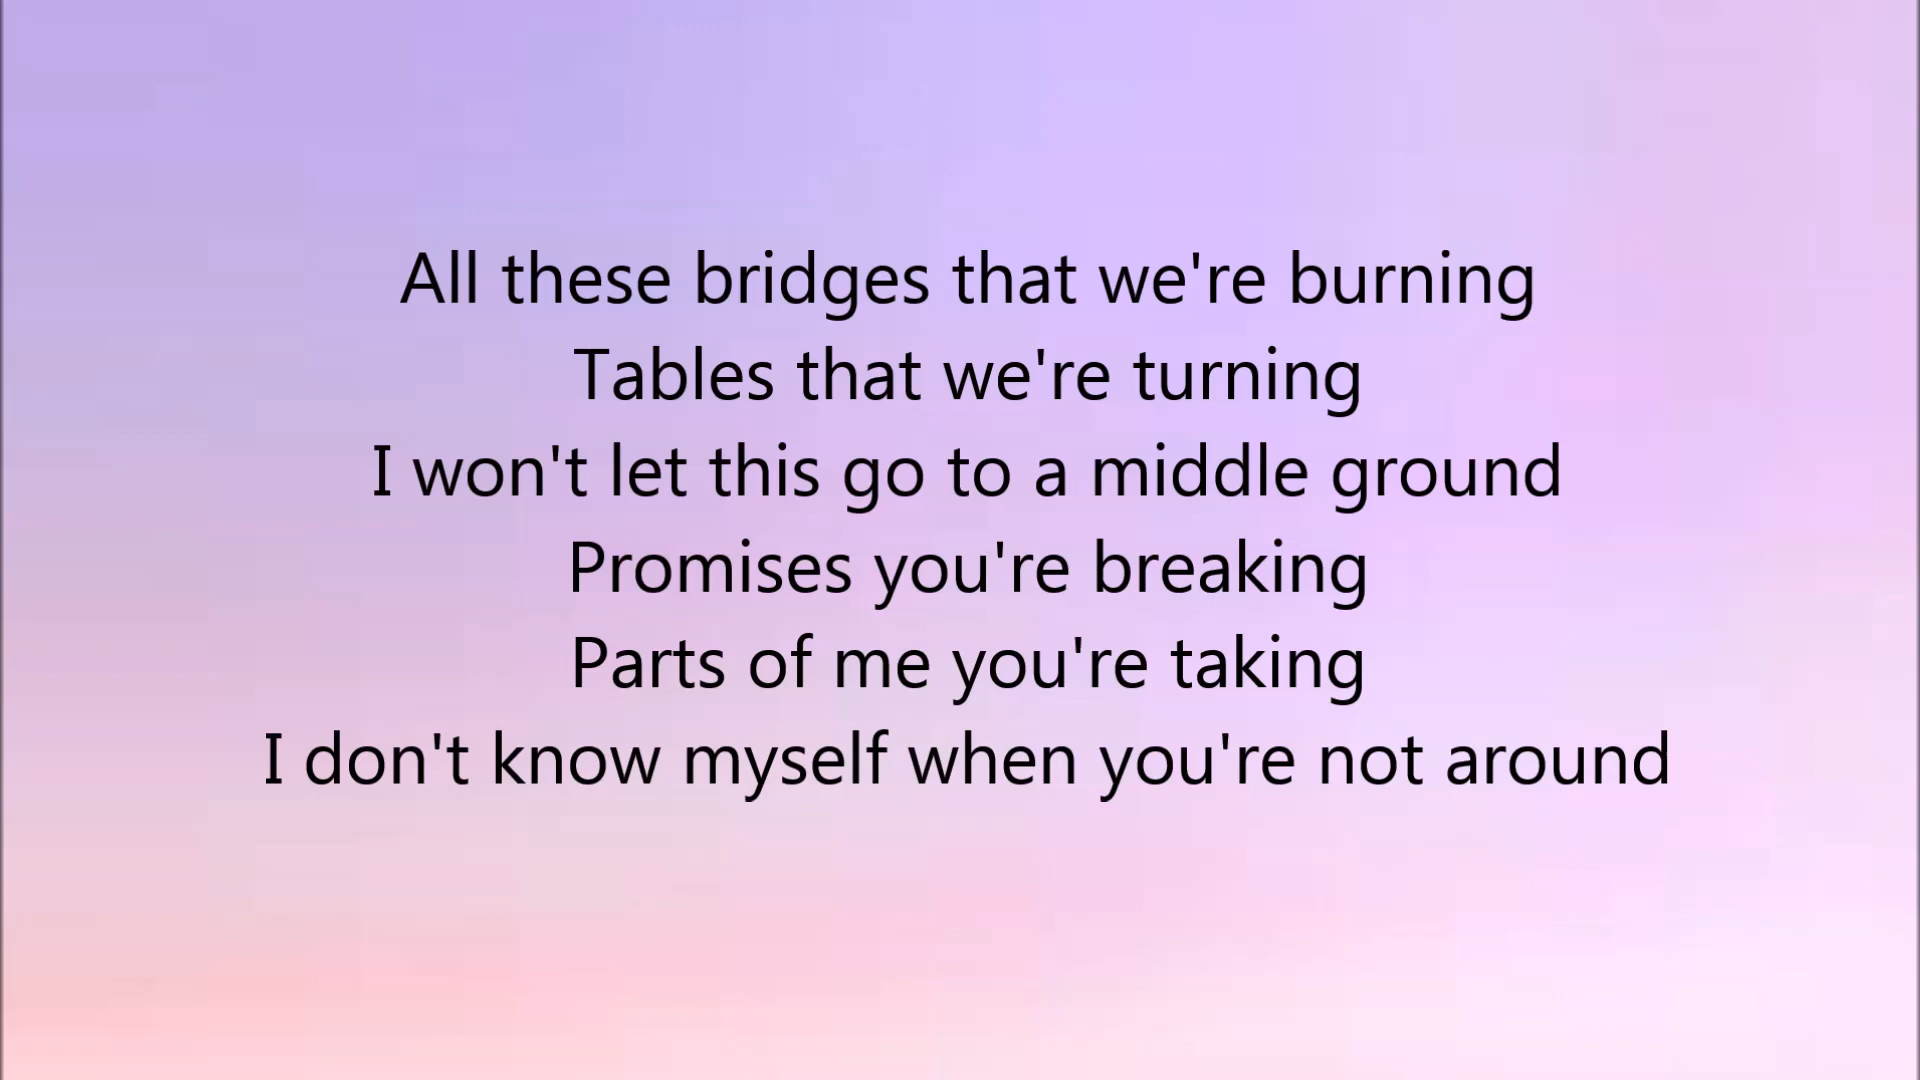 All these bridges that we're burning
Tables that we're turning
I won't let this go to a middle ground
Promises you're breaking
Parts of me you're taking
I don't know myself when you're not around